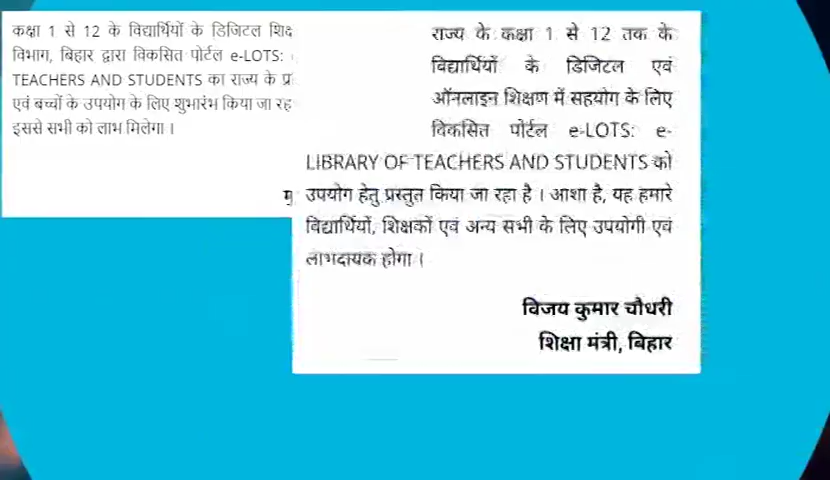 कक्षा 1 से 12 के विद्यार्थियों के डिजिटल
विभाग, बिहार द्वारा विकसित पोर्टल e-LOTS:
TEACHERS AND STUDENTS का राज्य के
एवं बच्चों के उपयोग के लिए शुभारंभ किया जा
इससे सभी को लाभ मिलेगा ।
राज्य के कक्षा 1 से 12 तक के
विद्यार्थियों के डिजिटल एवं
ऑनलाइन शिक्षण में सहयोग के लिए
विकसित पोर्टल e-LOTS: e-
LIBRARY OF TEACHERS AND STUDENTS को
उपयोग हेतु प्रस्तुत किया जा रहा है । आशा है, यह हमारे
विद्यार्थियों, शिक्षकों एवं अन्य सभी के लिए उपयोगी एवं
लाभदायक होगा ।
विजय कुमार चौधरी
शिक्षा मंत्री, बिहार